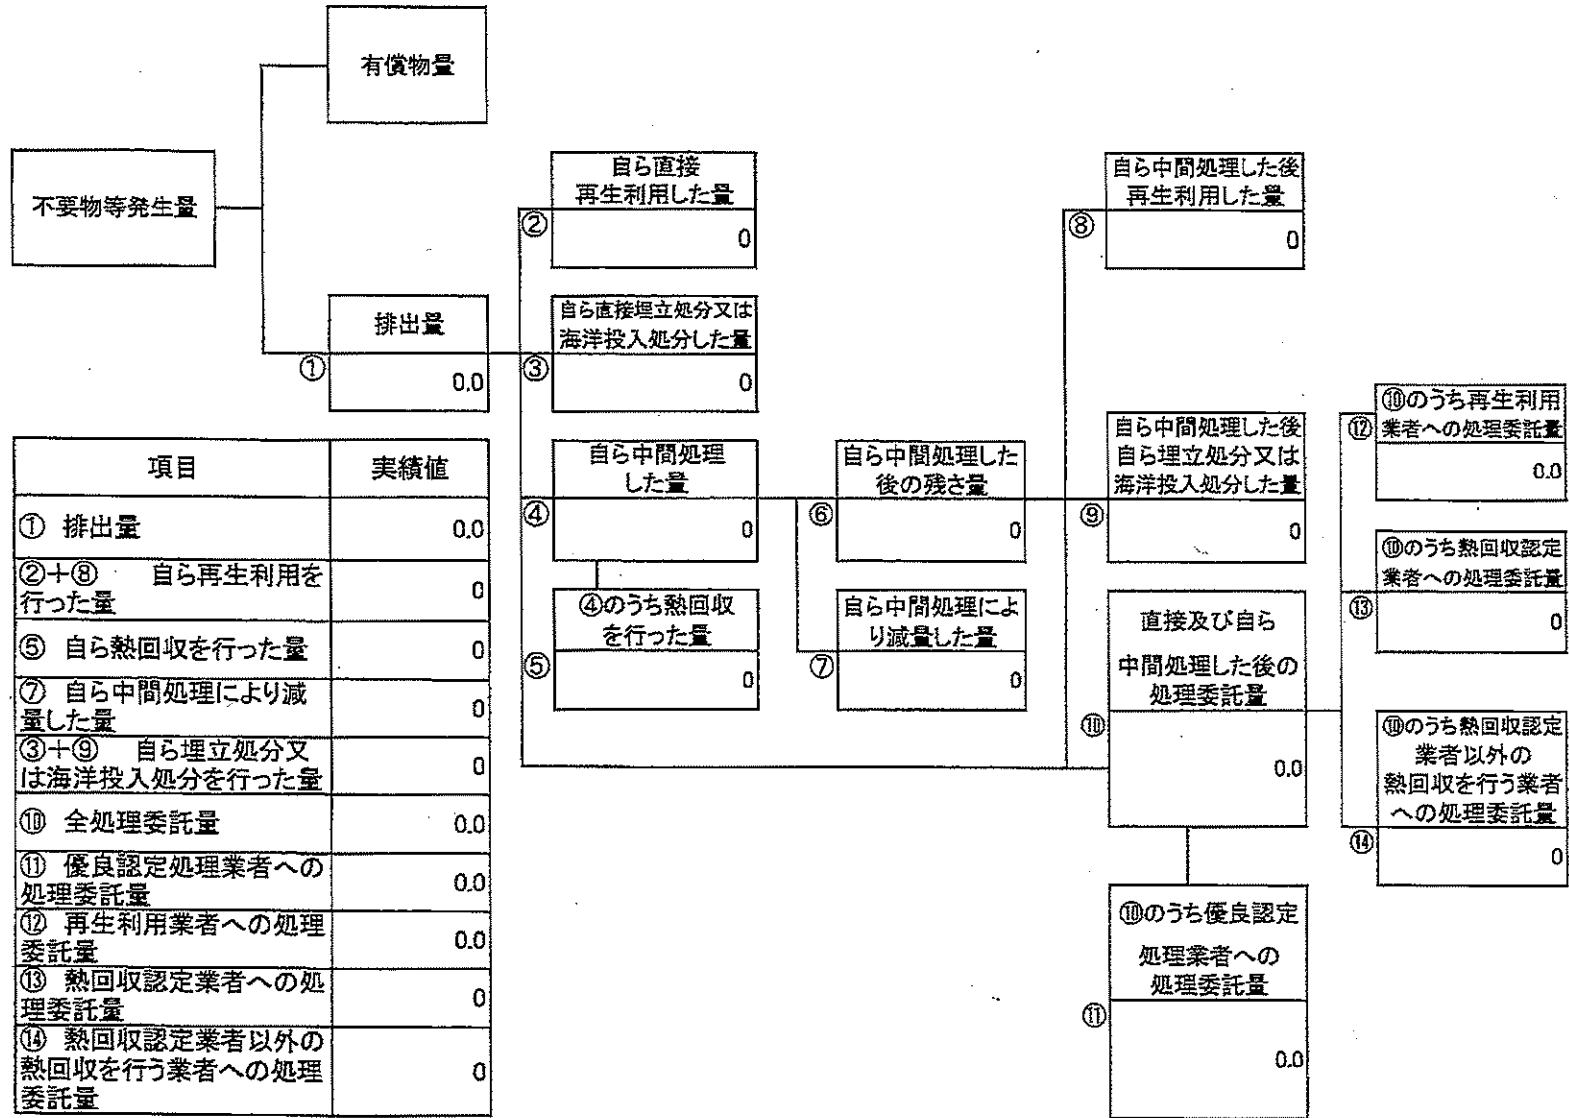 有償物量
不要物等発生量
排出量
①
0.0
自ら直接
再生利用した量
②
0
自ら直接埋立処分又は
海洋投入処分した量
③
0
自ら中間処理
した量
④
0
④のうち熱回収
を行った量
⑤
0
自ら中間処理した
後の残さ量
⑥
0
自ら中間処理によ
り減量した量
⑦
0
自ら中間処理した後
再生利用した量
⑧
0
自ら中間処理した後
自ら埋立処分又は
海洋投入処分した量
⑨
0
直接及び自ら
中間処理した後の
処理委託量
⑩
0.0
⑩のうち優良認定
処理業者への
処理委託量
⑪
0.0
⑩のうち再生利用
業者への処理委託量
⑫
0.0
⑩のうち熱回収認定
業者への処理委託量
⑬
0
⑩のうち熱回収認定
業者以外の
熱回収を行う業者
への処理委託量
⑭
0
項目 実績値
① 排出量 0.0
②+⑧ 自ら再生利用を
行った量 0
⑤ 自ら熱回収を行った量 0
⑦ 自ら中間処理により減
量した量 0
③+⑨ 自ら埋立処分又
は海洋投入処分を行った量 0
⑩ 全処理委託量 0.0
⑪ 優良認定処理業者への
処理委託量 0.0
⑫ 再生利用業者への処理
委託量 0.0
⑬ 熱回収認定業者への処
理委託量 0
⑭ 熱回収認定業者以外の
熱回収を行う業者への処理
委託量 0